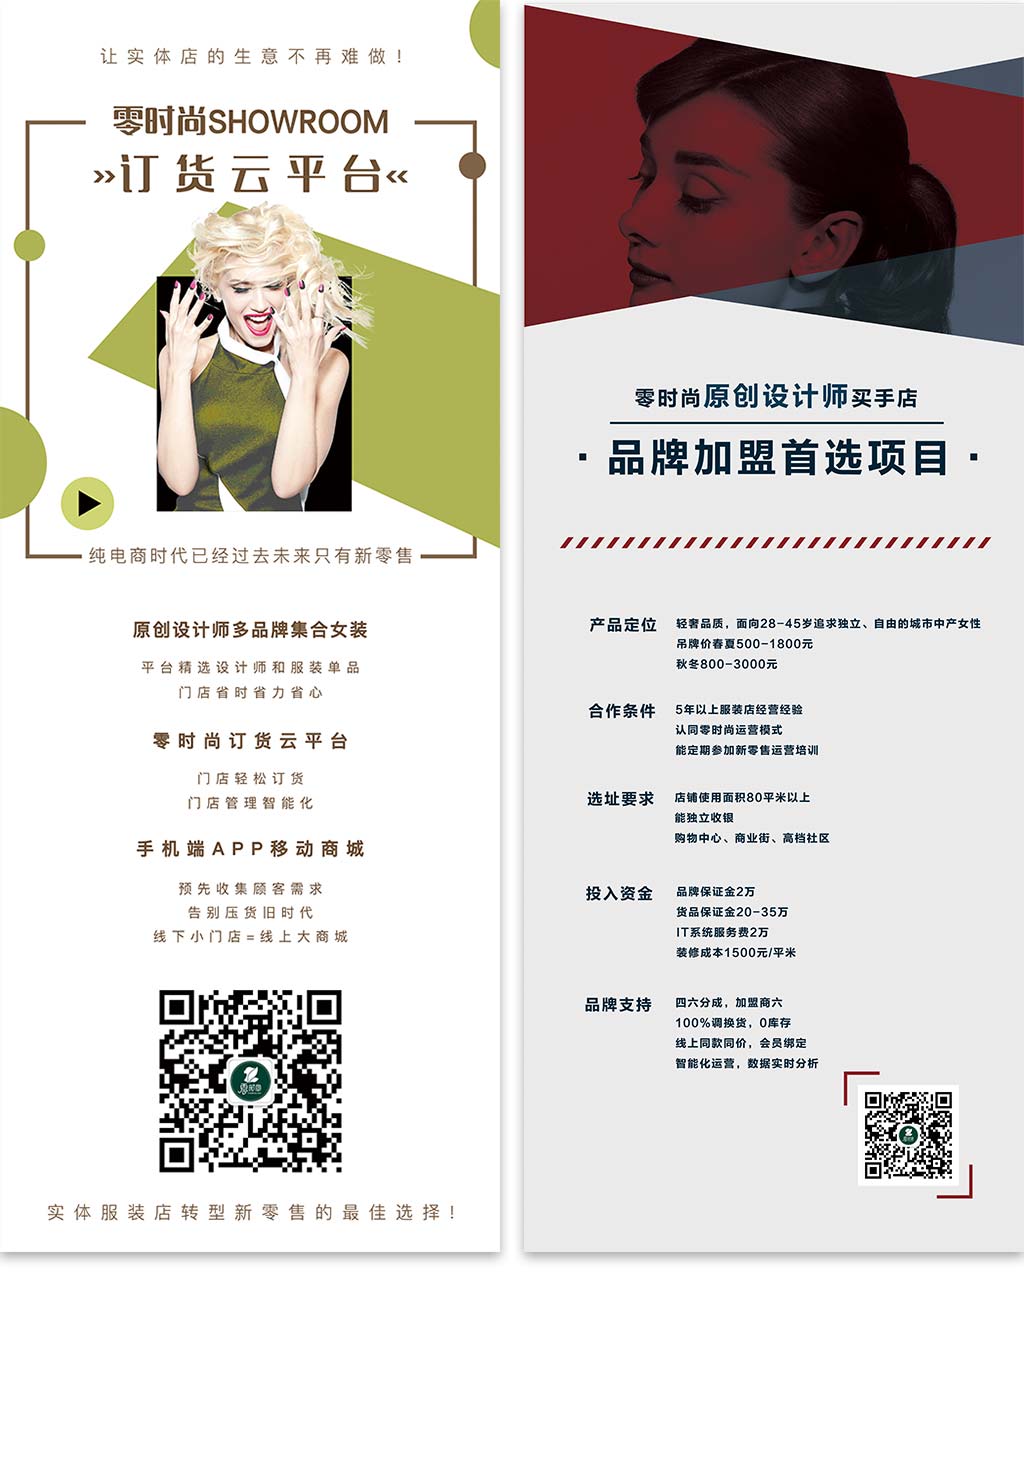 让实体店的生意不再难做！
零时尚SHOWROOM
»订货云平台«
纯电商时代已经过去未来只有新零售
原创设计师多品牌集合女装
平台精选设计师和服装单品
门店省时省力省心
零时尚订货云平台
门店轻松订货
门店管理智能化
手机端APP移动商城
预先收集顾客需求
告别压货旧时代
线下小门店=线上大商城
实体服装店转型新零售的最佳选择！
零时尚原创设计师买手店
·品牌加盟首选项目·
产品定位 轻奢品质，面向28-45岁追求独立、自由的城市中产女性
吊牌价春夏500-1800元
秋冬800-3000元
合作条件 5年以上服装店经营经验
认同零时尚运营模式
能定期参加新零售运营培训
选址要求 店铺使用面积80平米以上
能独立收银
购物中心、商业街、高档社区
投入资金 品牌保证金2万
货品保证金20-35万
IT系统服务费2万
装修成本1500元/平米
品牌支持 四六分成，加盟商六
100%调换货，0库存
线上同款同价，会员绑定
智能化运营，数据实时分析